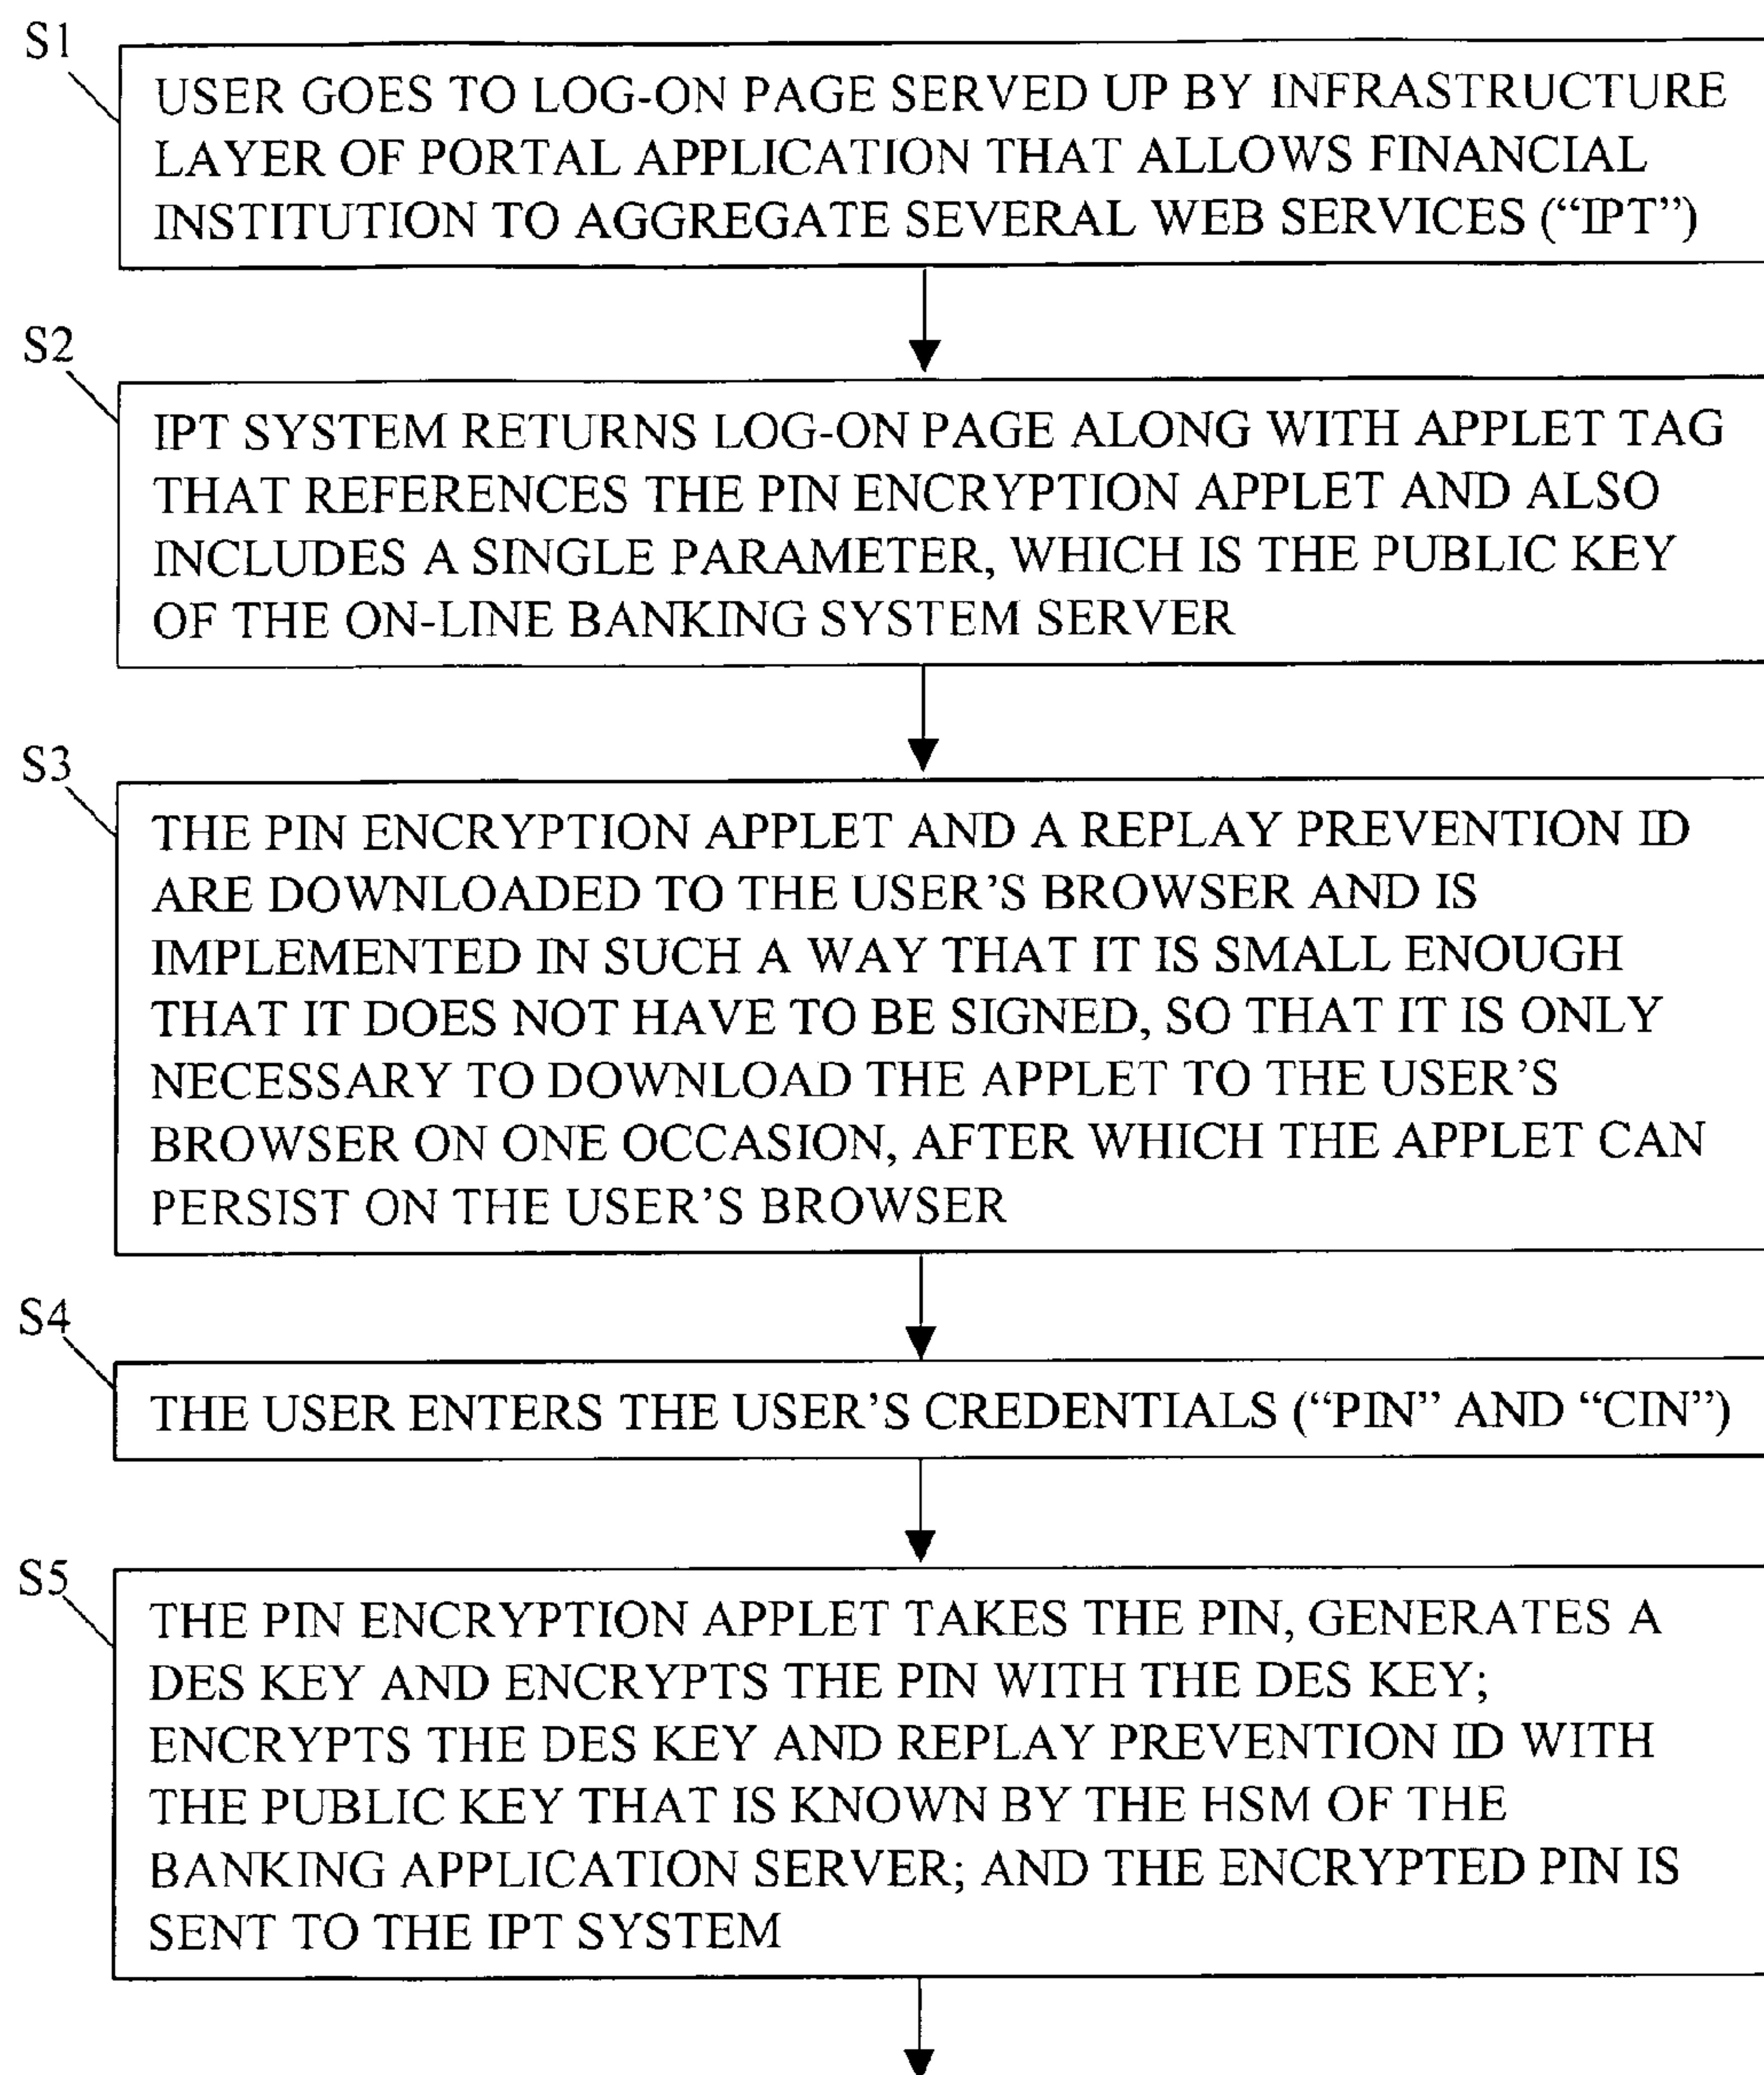 S1
USER GOES TO LOG-ON PAGE SERVED UP BY INFRASTRUCTURE
LAYER OF PORTAL APPLICATION THAT ALLOWS FINANCIAL
INSTITUTION TO AGGREGATE SEVERAL WEB SERVICES (“IPT”)
S2
IPT SYSTEM RETURNS LOG-ON PAGE ALONG WITH APPLET TAG
THAT REFERENCES THE PIN ENCRYPTION APPLET AND ALSO
INCLUDES A SINGLE PARAMETER, WHICH IS THE PUBLIC KEY
OF THE ON-LINE BANKING SYSTEM SERVER
S3
THE PIN ENCRYPTION APPLET AND A REPLAY PREVENTION ID
ARE DOWNLOADED TO THE USER’S BROWSER AND IS
IMPLEMENTED IN SUCH A WAY THAT IT IS SMALL ENOUGH
THAT IT DOES NOT HAVE TO BE SIGNED, SO THAT IT IS ONLY
NECESSARY TO DOWNLOAD THE APPLET TO THE USER’S
BROWSER ON ONE OCCASION, AFTER WHICH THE APPLET CAN
PERSIST ON THE USER’S BROWSER
S4
THE USER ENTERS THE USER’S CREDENTIALS (“PIN” AND “CIN”)
S5
THE PIN ENCRYPTION APPLET TAKES THE PIN, GENERATES A
DES KEY AND ENCRYPTS THE PIN WITH THE DES KEY;
ENCRYPTS THE DES KEY AND REPLAY PREVENTION ID WITH
THE PUBLIC KEY THAT IS KNOWN BY THE HSM OF THE
BANKING APPLICATION SERVER; AND THE ENCRYPTED PIN IS
SENT TO THE IPT SYSTEM